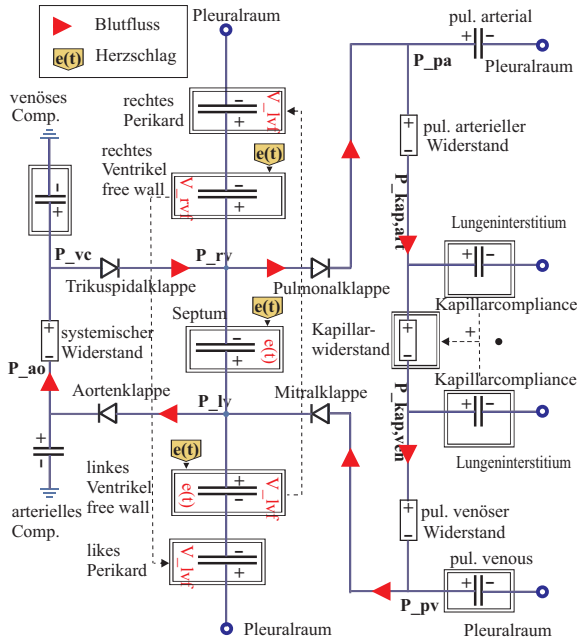 Blutfluss
e(t) Herzschlag
Pleuralraum
pul. arterial
Pleuralraum
P_pa
venöses
Comp.
rechtes
Perikard
V_lvf
pul. arterieller
Widerstand
rechtes
Ventrikel
free wall
e(t)
V_rvf
P_kap,art
Lungeninterstitium
P_vc
P_rv
Trikuspidalklappe
Pulmonalklappe
Kapillarcompliance
Septum
e(t)
e(t)
systemischer
Widerstand
Kapillar-
widerstand
P_ao
Aortenklappe
P_lv
Mitralklappe
Kapillarcompliance
P_kap,ven
e(t)
linkes
Ventrikel
free wall
e(t)
V_lvf
Lungeninterstitium
arterielles
Comp.
likes
Perikard
V_lvf
pul. venöser
Widerstand
pul. venous
P_pv
Pleuralraum
Pleuralraum